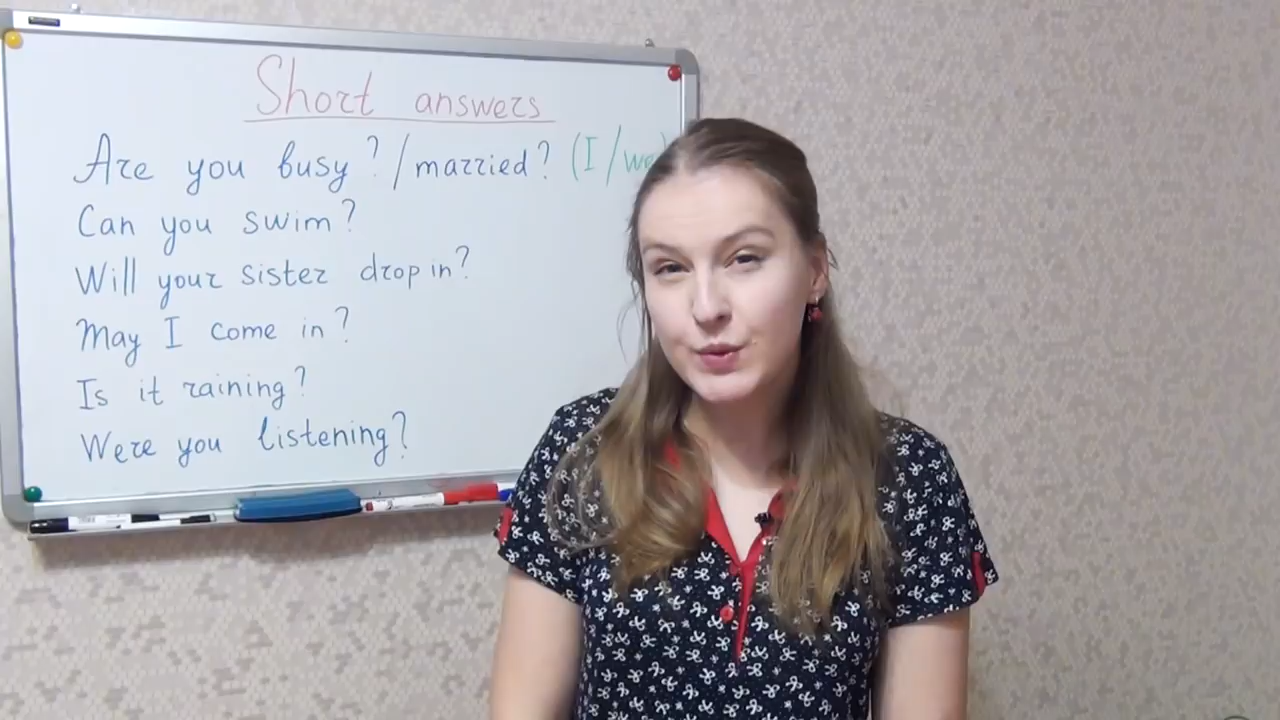 Short answers
Are you busy?/married? (I/we)
Can you swim?
Will your sister drop in?
May I come in?
Is it raining?
Were you listening?